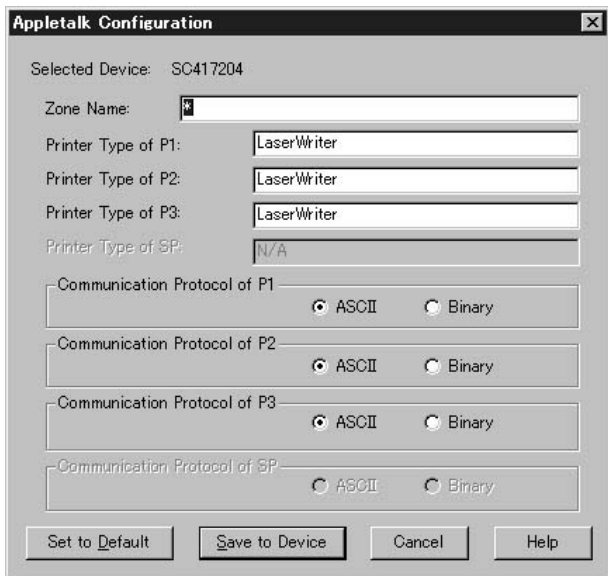 Appletalk Configuration
Selected Device: SC417204
Zone Name: *
Printer Type of P1: LaserWriter
Printer Type of P2: LaserWriter
Printer Type of P3: LaserWriter
Printer Type of SP: N/A
Communication Protocol of P1
ASCII Binary
Communication Protocol of P2
ASCII Binary
Communication Protocol of P3
ASCII Binary
Communication Protocol of SP
ASCII Binary
Set to Default Save to Device Cancel Help